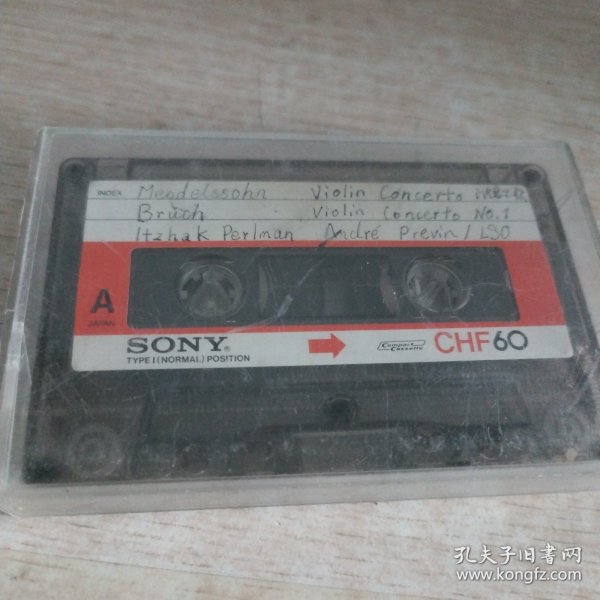 INDEX Mendelssohn Violin Concerto
Bruch Violin Concerto No.1
Itzhak Perlman André Previn / LSO
A
JAPAN
SONY®
TYPE I (NORMAL) POSITION
Compact Cassette
CHF60
孔夫子旧书网
www.kongfz.com